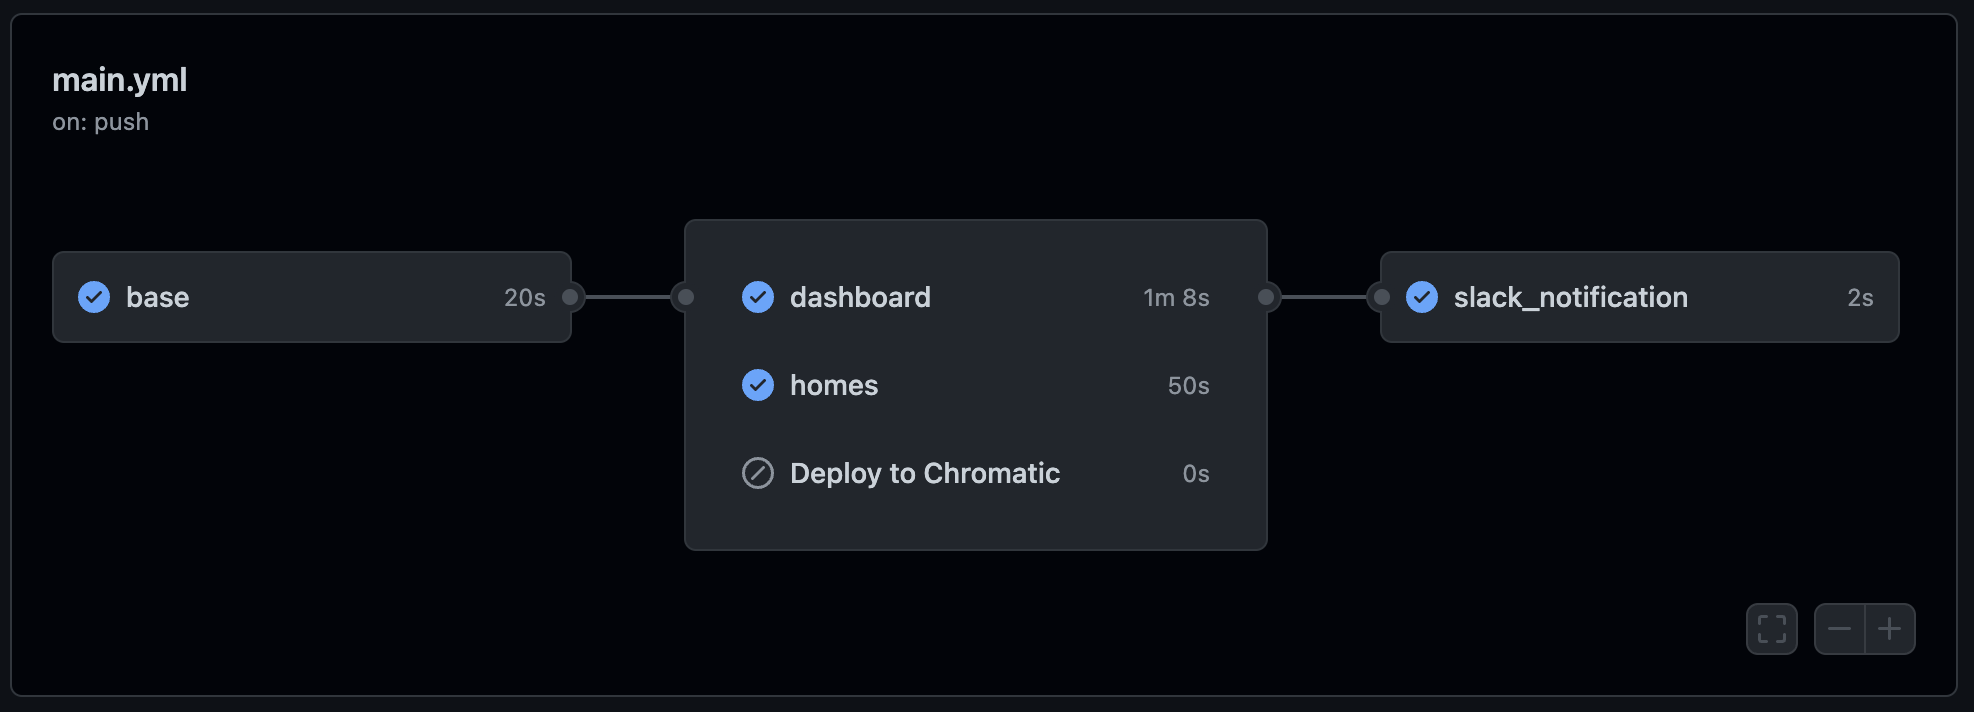 main.yml
on: push
base 20s
dashboard 1m 8s
homes 50s
Deploy to Chromatic 0s
slack_notification 2s